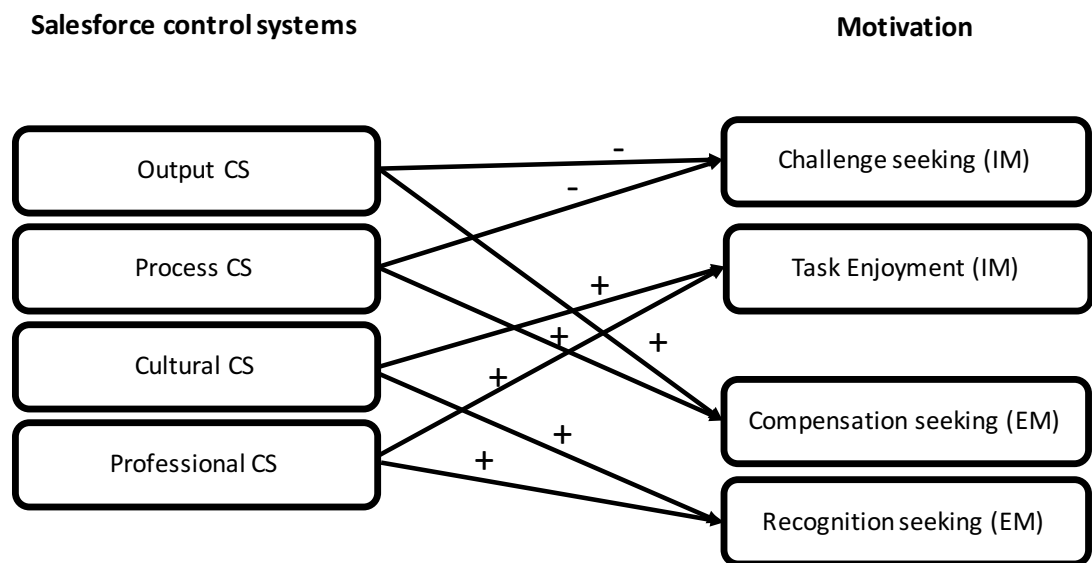 Salesforce control systems
Motivation
Output CS
Process CS
Cultural CS
Professional CS
-
-
+
+
+
+
+
+
Challenge seeking (IM)
Task Enjoyment (IM)
Compensation seeking (EM)
Recognition seeking (EM)